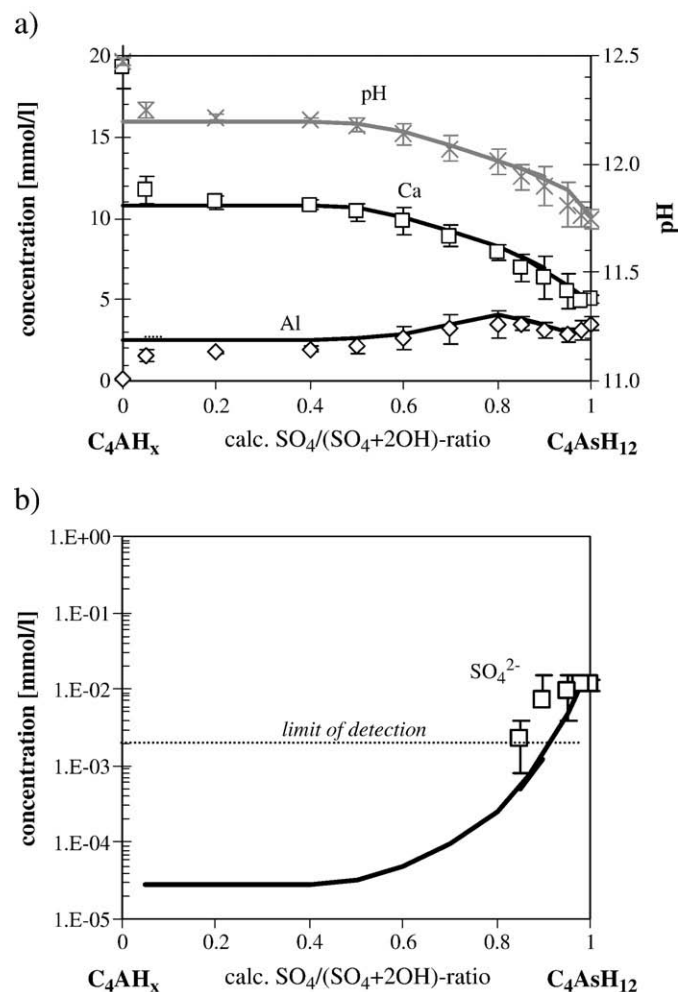 a)
20
15
10
5
0
concentration [mmol/l]
12.5
12.0
11.5
11.0
pH
pH
Ca
Al
0 0.2 0.4 0.6 0.8 1
C₄AHₓ calc. SO₄/(SO₄+2OH)-ratio C₄AsH₁₂
b)
1.E+00
1.E-01
1.E-02
1.E-03
1.E-04
1.E-05
concentration [mmol/l]
SO₄²⁻
limit of detection
0 0.2 0.4 0.6 0.8 1
C₄AHₓ calc. SO₄/(SO₄+2OH)-ratio C₄AsH₁₂